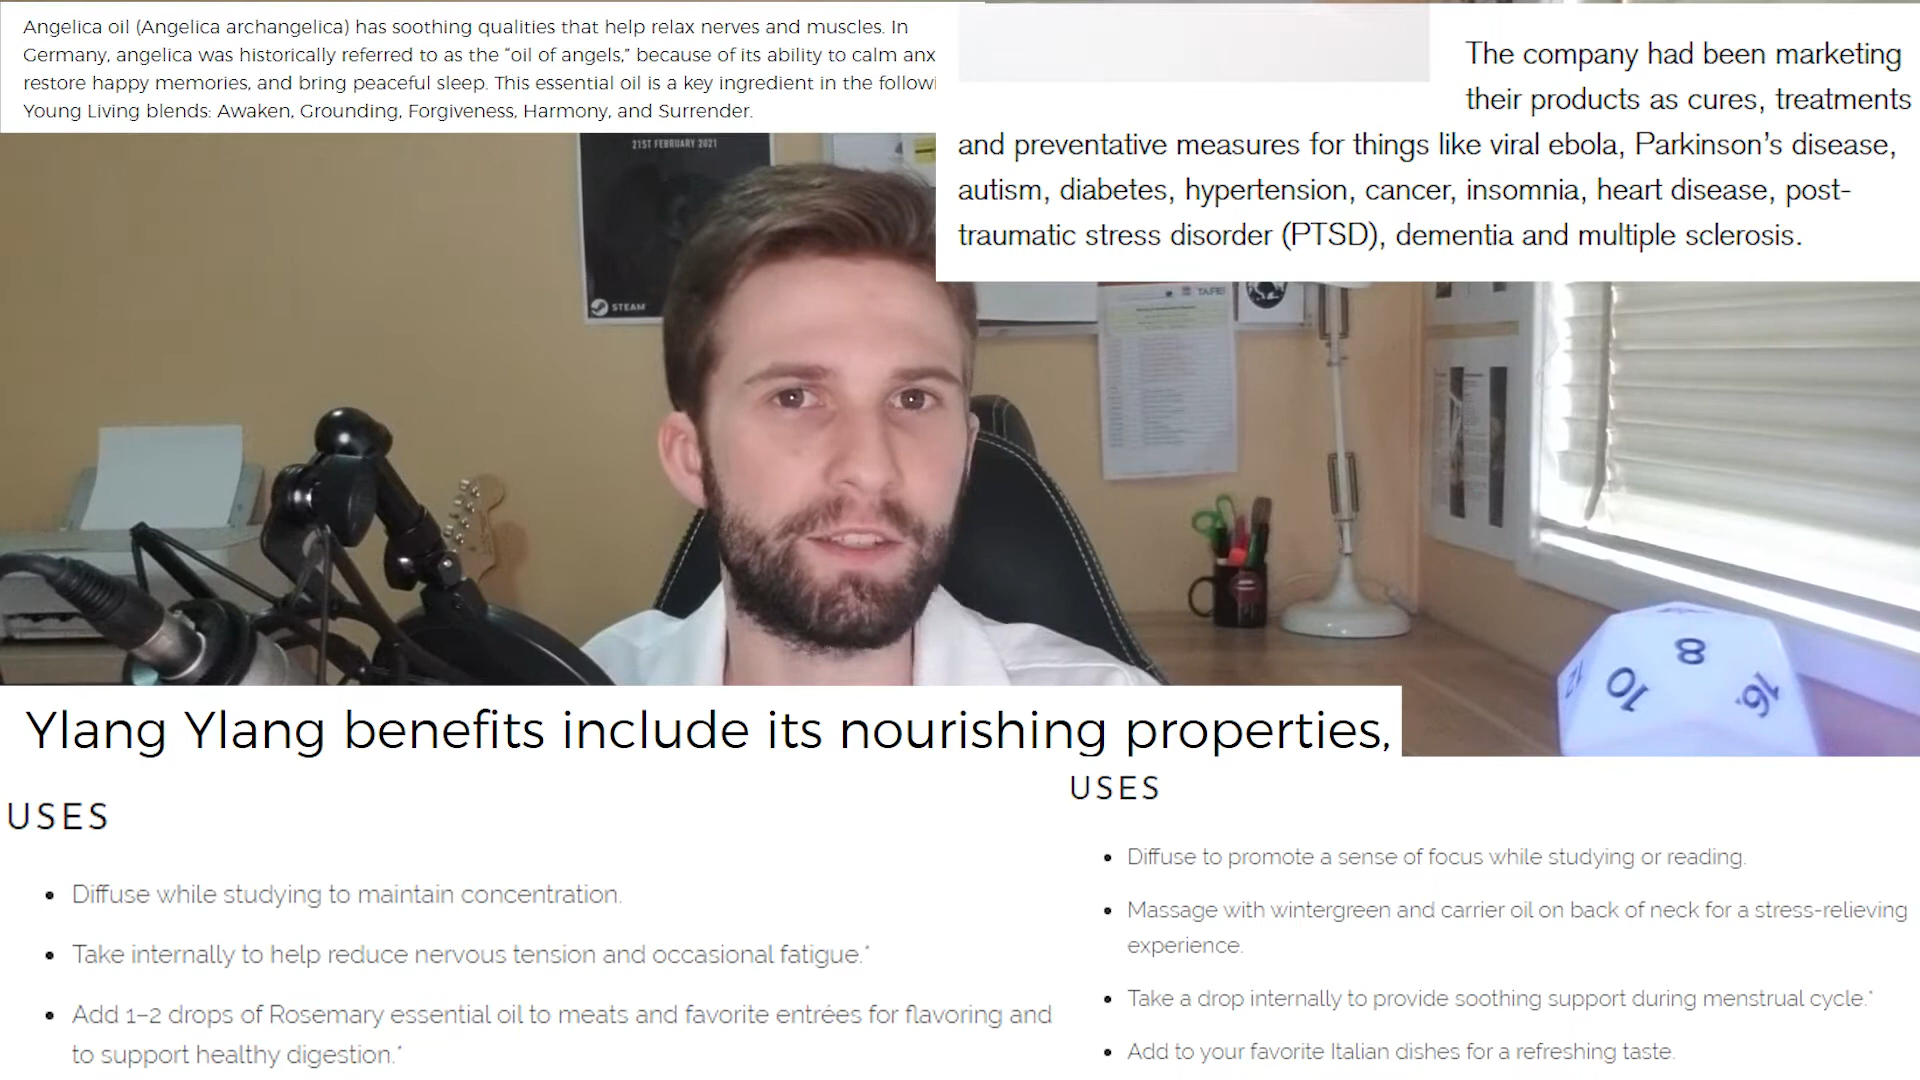 Angelica oil (Angelica archangelica) has soothing qualities that help relax nerves and muscles. In
Germany, angelica was historically referred to as the “oil of angels,” because of its ability to calm anx
restore happy memories, and bring peaceful sleep. This essential oil is a key ingredient in the followi
Young Living blends: Awaken, Grounding, Forgiveness, Harmony, and Surrender.
The company had been marketing
their products as cures, treatments
and preventative measures for things like viral ebola, Parkinson’s disease,
autism, diabetes, hypertension, cancer, insomnia, heart disease, post-
traumatic stress disorder (PTSD), dementia and multiple sclerosis.
21ST FEBRUARY 2021
STEAM
TAFE
8
10
12
16.
Ylang Ylang benefits include its nourishing properties,
USES
Diffuse while studying to maintain concentration.
Take internally to help reduce nervous tension and occasional fatigue.*
Add 1–2 drops of Rosemary essential oil to meats and favorite entrées for flavoring and
to support healthy digestion.*
USES
Diffuse to promote a sense of focus while studying or reading.
Massage with wintergreen and carrier oil on back of neck for a stress-relieving
experience.
Take a drop internally to provide soothing support during menstrual cycle.*
Add to your favorite Italian dishes for a refreshing taste.